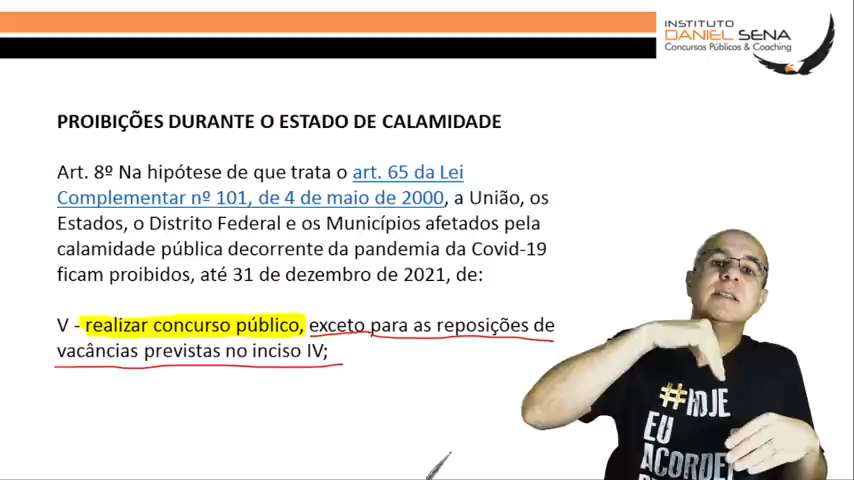 INSTITUTO
DANIEL SENA
Concursos Públicos & Coaching
PROIBIÇÕES DURANTE O ESTADO DE CALAMIDADE
Art. 8º Na hipótese de que trata o art. 65 da Lei
Complementar nº 101, de 4 de maio de 2000, a União, os
Estados, o Distrito Federal e os Municípios afetados pela
calamidade pública decorrente da pandemia da Covid-19
ficam proibidos, até 31 de dezembro de 2021, de:
V - realizar concurso público, exceto para as reposições de
vacâncias previstas no inciso IV;
#HOJE
EU
ACORDEI